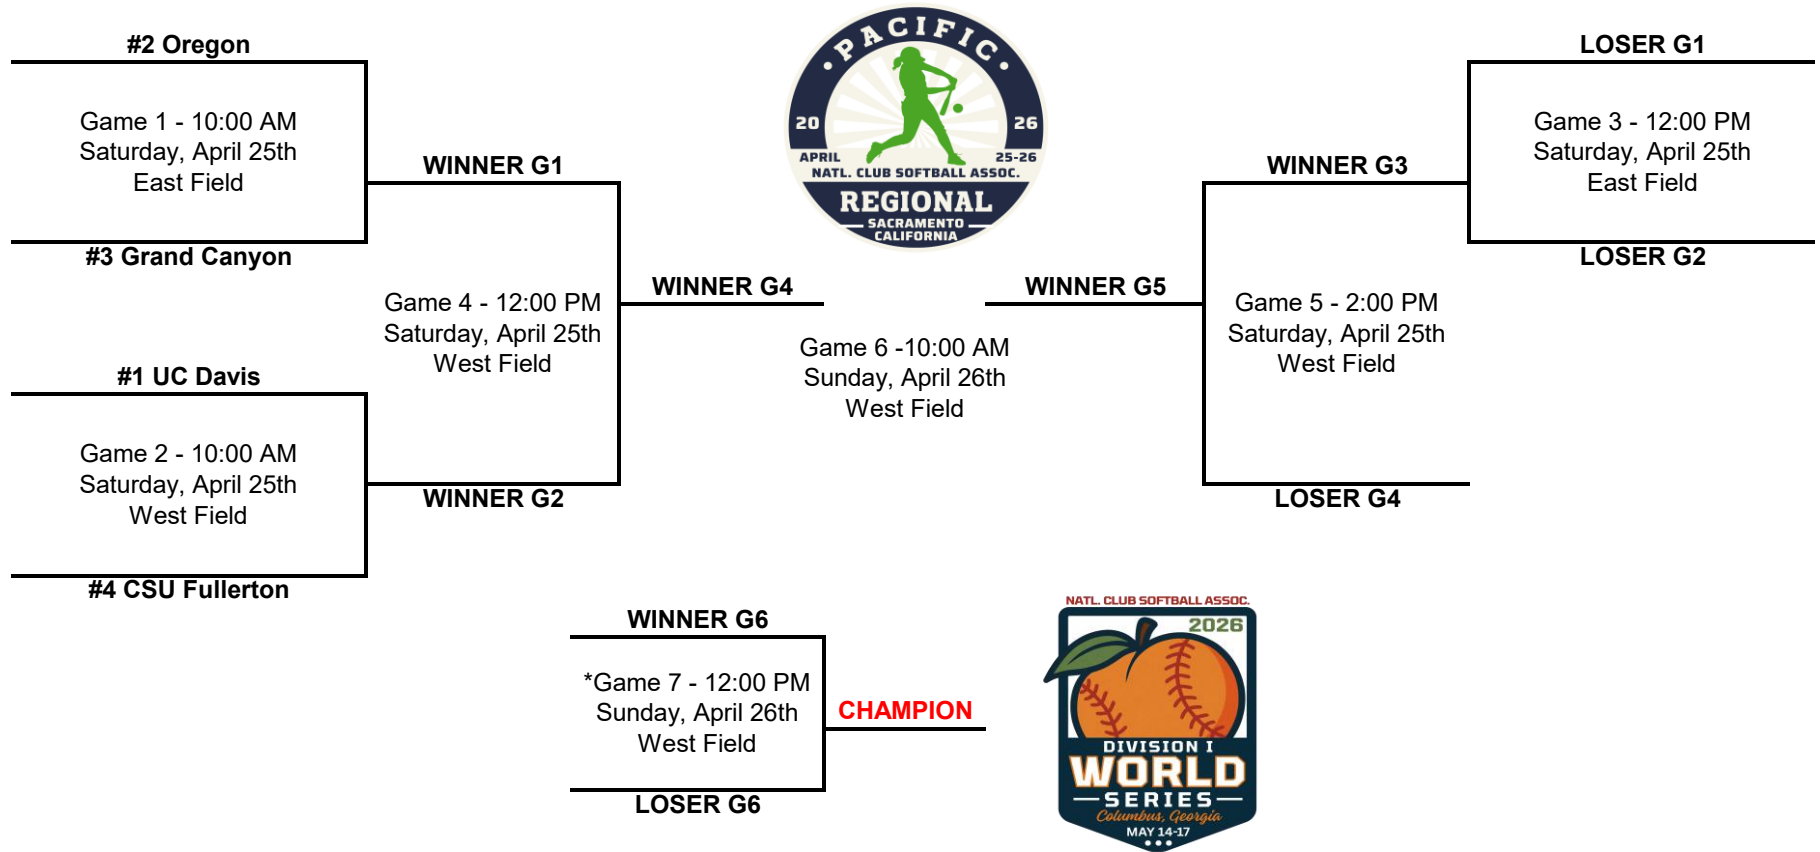 #2 Oregon
Game 1 - 10:00 AM
Saturday, April 25th
East Field
#3 Grand Canyon
WINNER G1
Game 4 - 12:00 PM
Saturday, April 25th
West Field
#1 UC Davis
Game 2 - 10:00 AM
Saturday, April 25th
West Field
#4 CSU Fullerton
WINNER G2
WINNER G4
PACIFIC
20 26
APRIL 25-26
NATL. CLUB SOFTBALL ASSOC.
REGIONAL
SACRAMENTO
CALIFORNIA
Game 6 -10:00 AM
Sunday, April 26th
West Field
WINNER G5
WINNER G3
Game 5 - 2:00 PM
Saturday, April 25th
West Field
LOSER G4
LOSER G1
Game 3 - 12:00 PM
Saturday, April 25th
East Field
LOSER G2
WINNER G6
*Game 7 - 12:00 PM
Sunday, April 26th
West Field
LOSER G6
CHAMPION
NATL. CLUB SOFTBALL ASSOC.
2026
DIVISION I
WORLD
SERIES
Columbus, Georgia
MAY 14-17